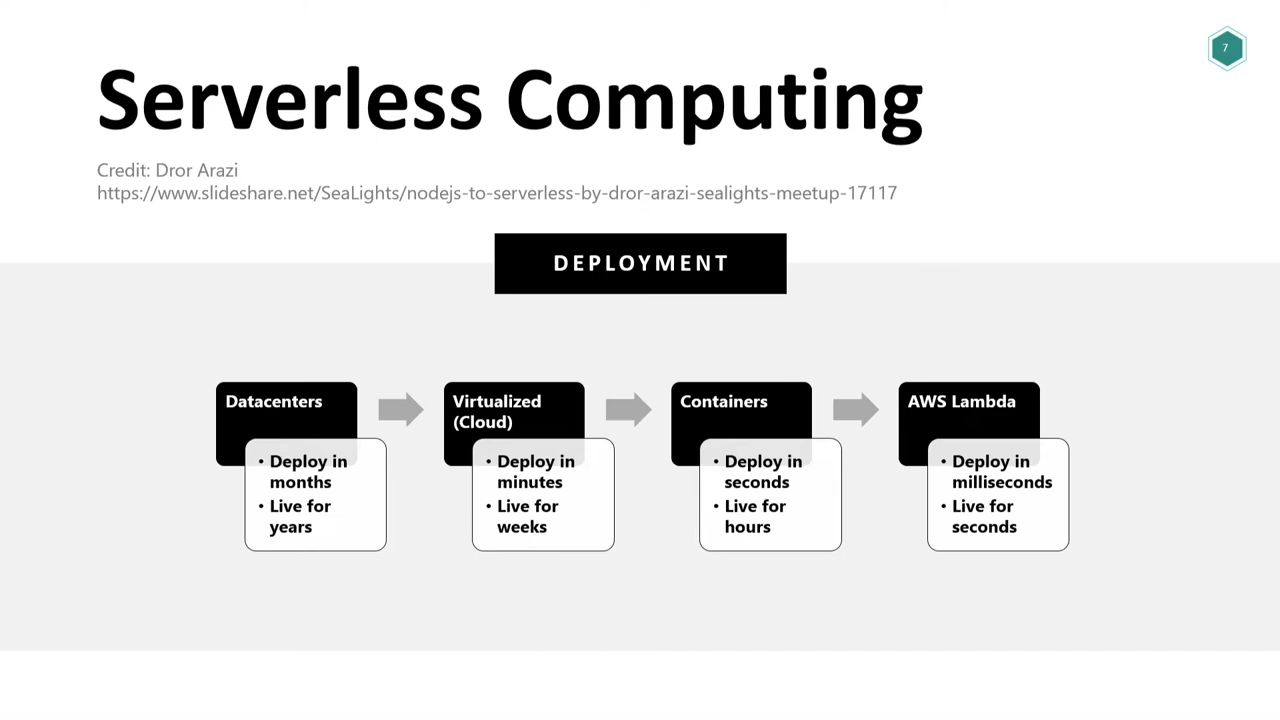 7
Serverless Computing
Credit: Dror Arazi
https://www.slideshare.net/SeaLights/nodejs-to-serverless-by-dror-arazi-sealights-meetup-17117
DEPLOYMENT
Datacenters
• Deploy in
months
• Live for
years
Virtualized
(Cloud)
• Deploy in
minutes
• Live for
weeks
Containers
• Deploy in
seconds
• Live for
hours
AWS Lambda
• Deploy in
milliseconds
• Live for
seconds